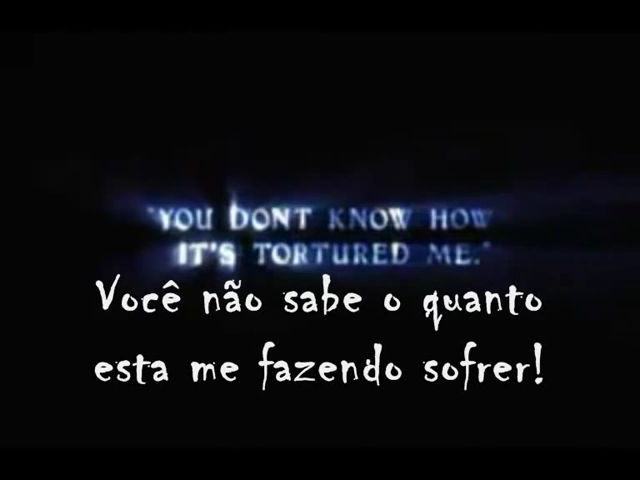 "YOU DONT KNOW HOW
IT'S TORTURED ME."
Você não sabe o quanto
esta me fazendo sofrer!